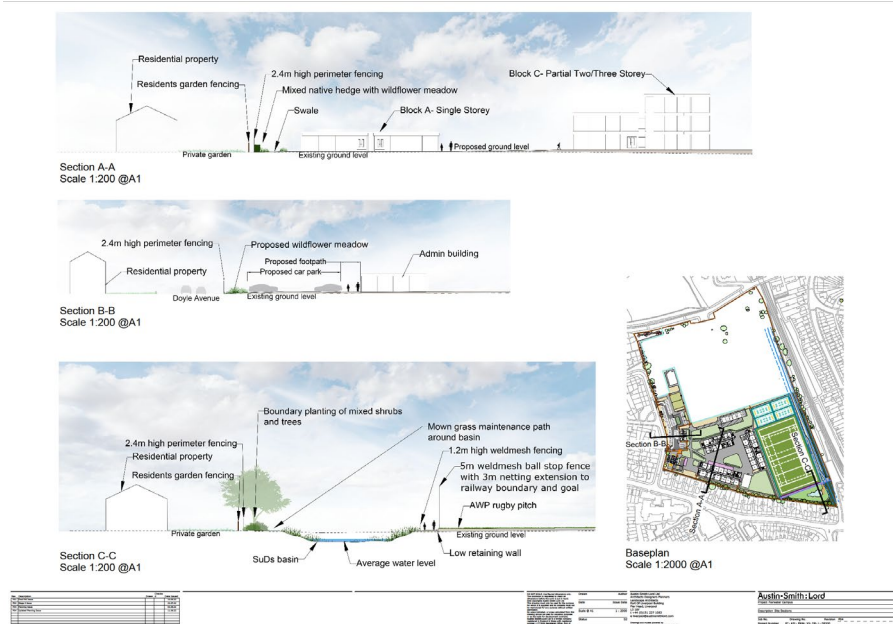 Residential property
Residents garden fencing
2.4m high perimeter fencing
Mixed native hedge with wildflower meadow
Swale
Block A- Single Storey
Block C- Partial Two/Three Storey
Private garden
Existing ground level
Proposed ground level
Section A-A
Scale 1:200 @A1
2.4m high perimeter fencing
Residential property
Proposed wildflower meadow
Proposed footpath
Proposed car park
Admin building
Doyle Avenue
Existing ground level
Section B-B
Scale 1:200 @A1
Boundary planting of mixed shrubs
and trees
Mown grass maintenance path
around basin
2.4m high perimeter fencing
Residential property
Residents garden fencing
1.2m high weldmesh fencing
5m weldmesh ball stop fence
with 3m netting extension to
railway boundary and goal
AWP rugby pitch
Private garden
Existing ground level
Low retaining wall
SuDs basin
Average water level
Section C-C
Scale 1:200 @A1
Section B-B
Section A-A
Section C-C
Baseplan
Scale 1:2000 @A1
Austin-Smith:Lord